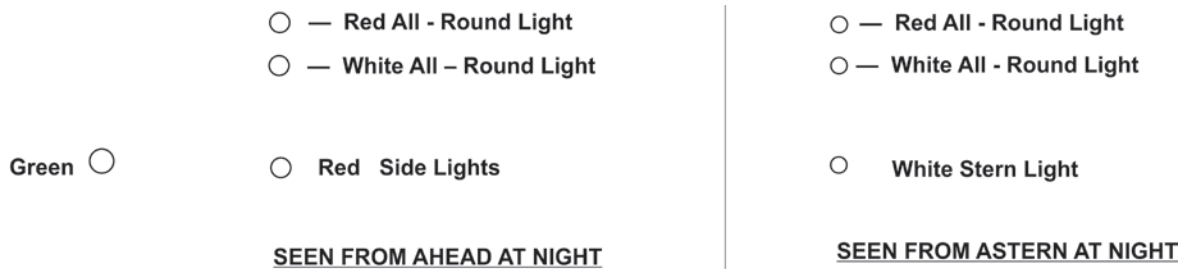 — Red All - Round Light
— White All – Round Light
Green
Red Side Lights
SEEN FROM AHEAD AT NIGHT
— Red All - Round Light
— White All - Round Light
White Stern Light
SEEN FROM ASTERN AT NIGHT